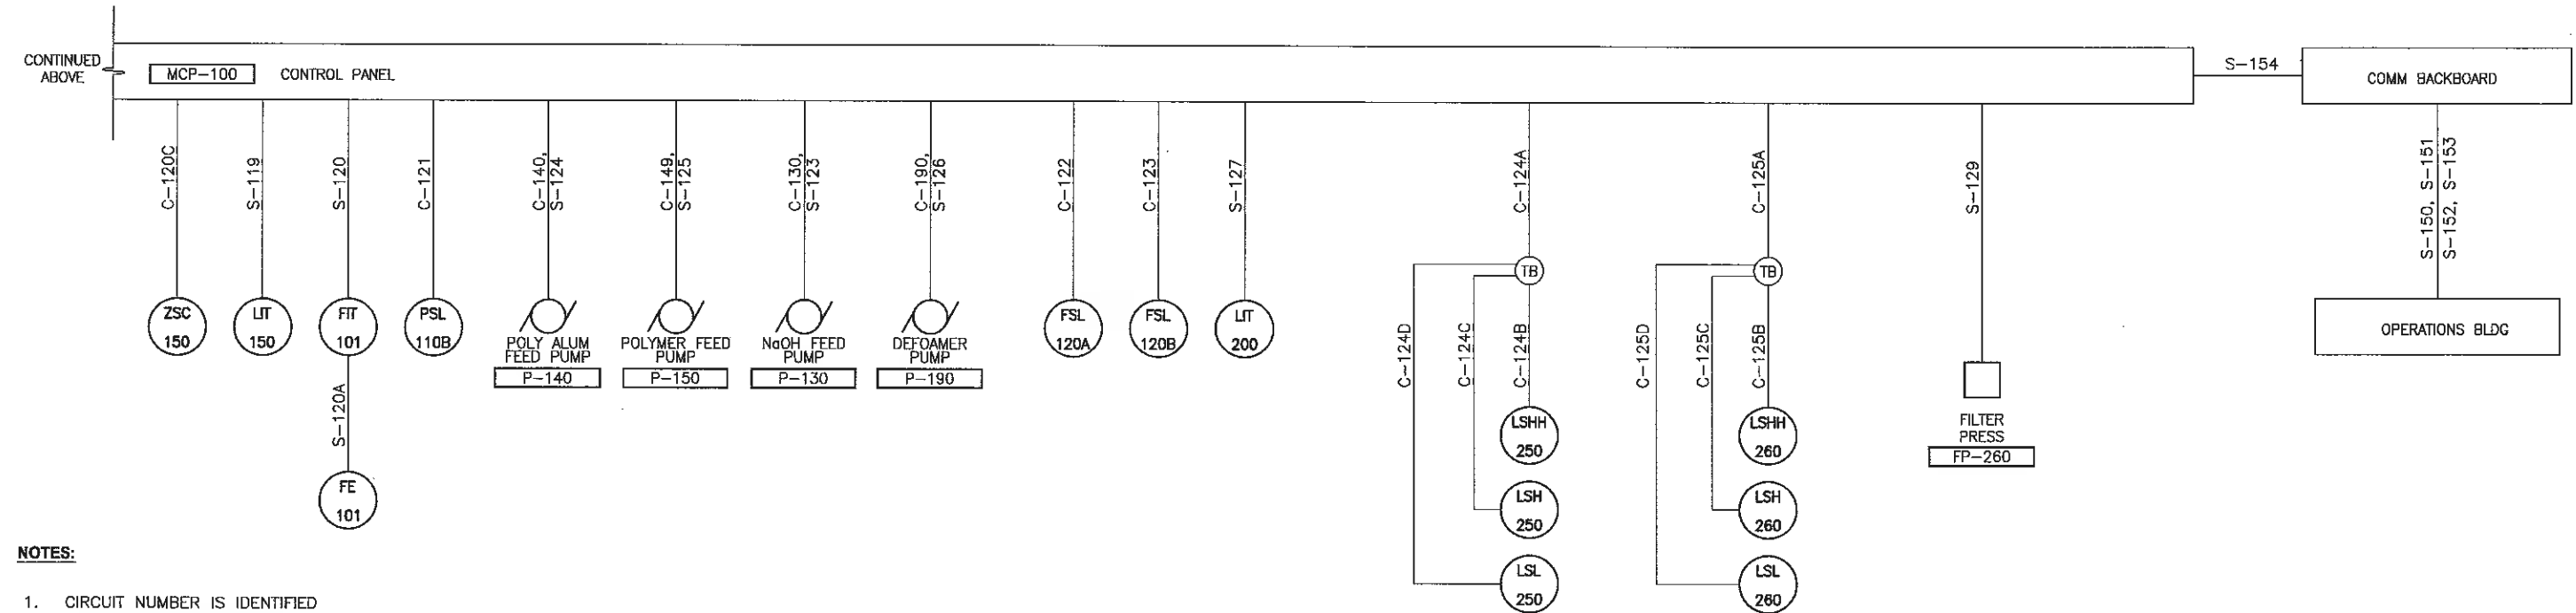 CONTINUED
ABOVE
MCP-100
CONTROL PANEL
S-154
COMM BACKBOARD
C-120C
S-119
S-120
C-121
C-140,
S-124
C-149,
S-125
C-130,
S-123
C-190,
S-126
C-122
C-123
S-127
C-124A
C-125A
S-129
S-150, S-151
S-152, S-153
ZSC
150
LIT
150
FIT
101
PSL
110B
POLY ALUM
FEED PUMP
P-140
POLYMER FEED
PUMP
P-150
NaOH FEED
PUMP
P-130
DEFOAMER
PUMP
P-190
FSL
120A
FSL
120B
LIT
200
TB
TB
C-124D
C-124C
C-124B
C-125D
C-125C
C-125B
OPERATIONS BLDG
S-120A
FE
101
LSHH
250
LSH
250
LSL
250
LSHH
260
LSH
260
LSL
260
FILTER
PRESS
FP-260
NOTES:
1. CIRCUIT NUMBER IS IDENTIFIED